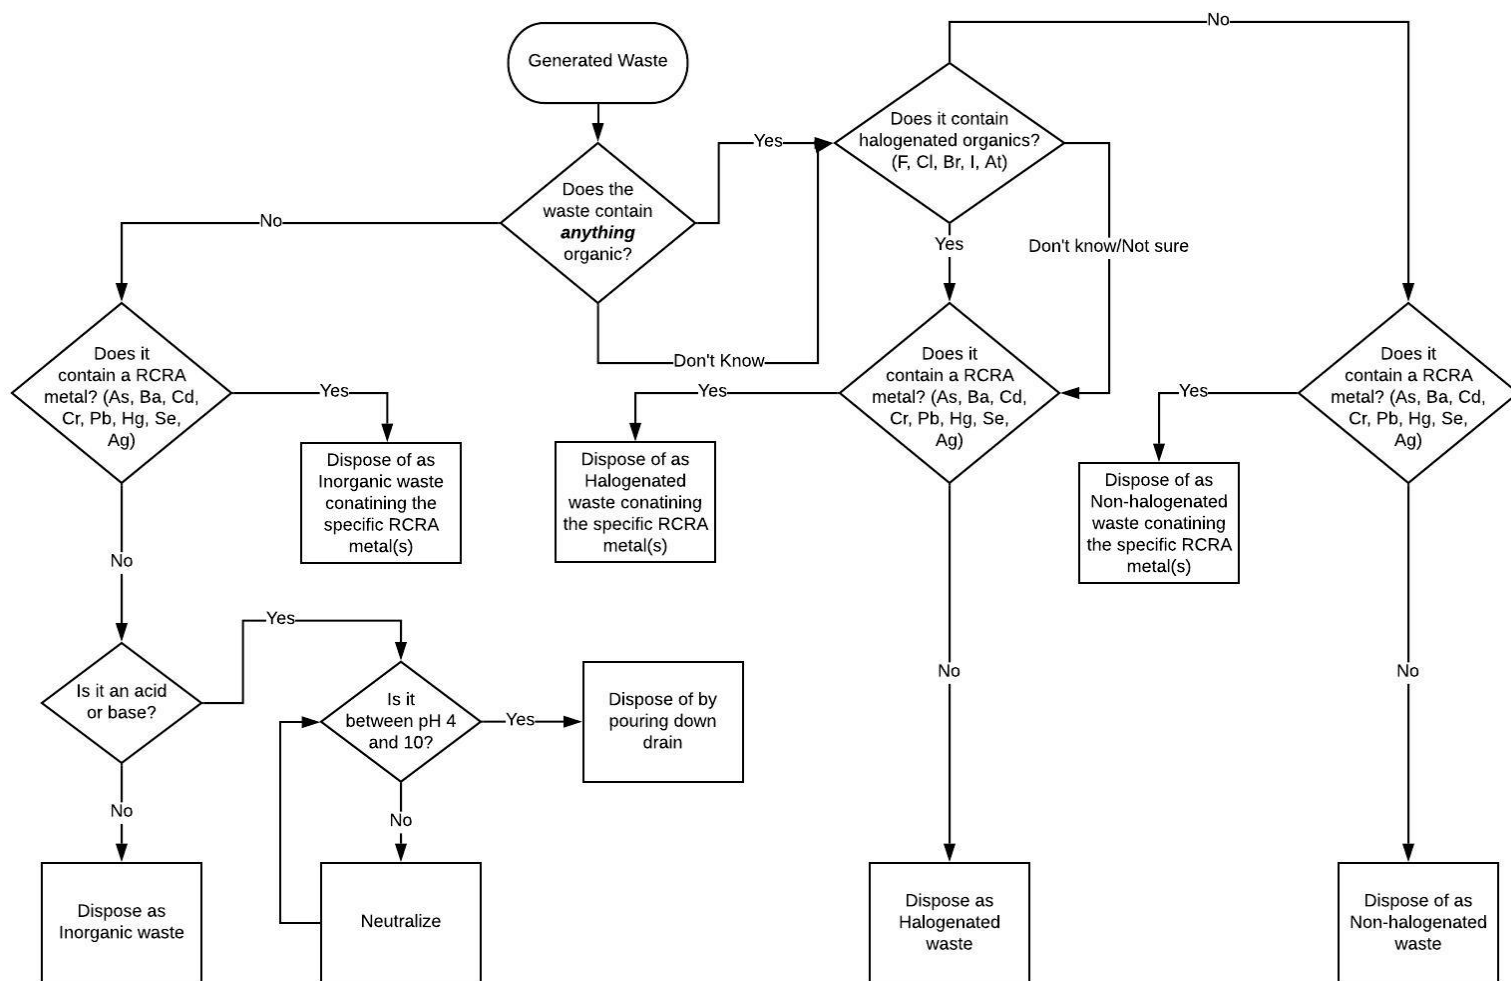 No
Generated Waste
Does it contain
halogenated organics?
(F, Cl, Br, I, At)
Yes
Does the
waste contain
anything
organic?
No
Yes
Don't know/Not sure
Don't Know
Does it
contain a RCRA
metal? (As, Ba, Cd,
Cr, Pb, Hg, Se,
Ag)
Yes
Dispose of as
Inorganic waste
conatining the
specific RCRA
metal(s)
Yes
Dispose of as
Halogenated
waste conatining
the specific RCRA
metal(s)
Does it
contain a RCRA
metal? (As, Ba, Cd,
Cr, Pb, Hg, Se,
Ag)
Yes
Dispose of as
Non-halogenated
waste conatining
the specific RCRA
metal(s)
Does it
contain a RCRA
metal? (As, Ba, Cd,
Cr, Pb, Hg, Se,
Ag)
No
Yes
Is it an acid
or base?
Is it
between pH 4
and 10?
Yes
Dispose of by
pouring down
drain
No
No
No
No
Dispose as
Inorganic waste
Neutralize
Dispose as
Halogenated
waste
Dispose of as
Non-halogenated
waste